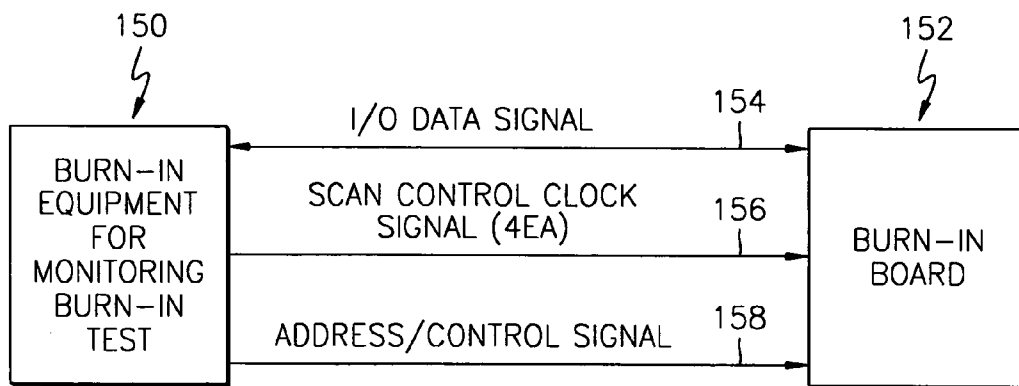 150
152
I/O DATA SIGNAL
154
BURN-IN
EQUIPMENT
FOR
MONITORING
BURN-IN
TEST
SCAN CONTROL CLOCK
SIGNAL (4EA)
156
BURN-IN
BOARD
ADDRESS/CONTROL SIGNAL
158